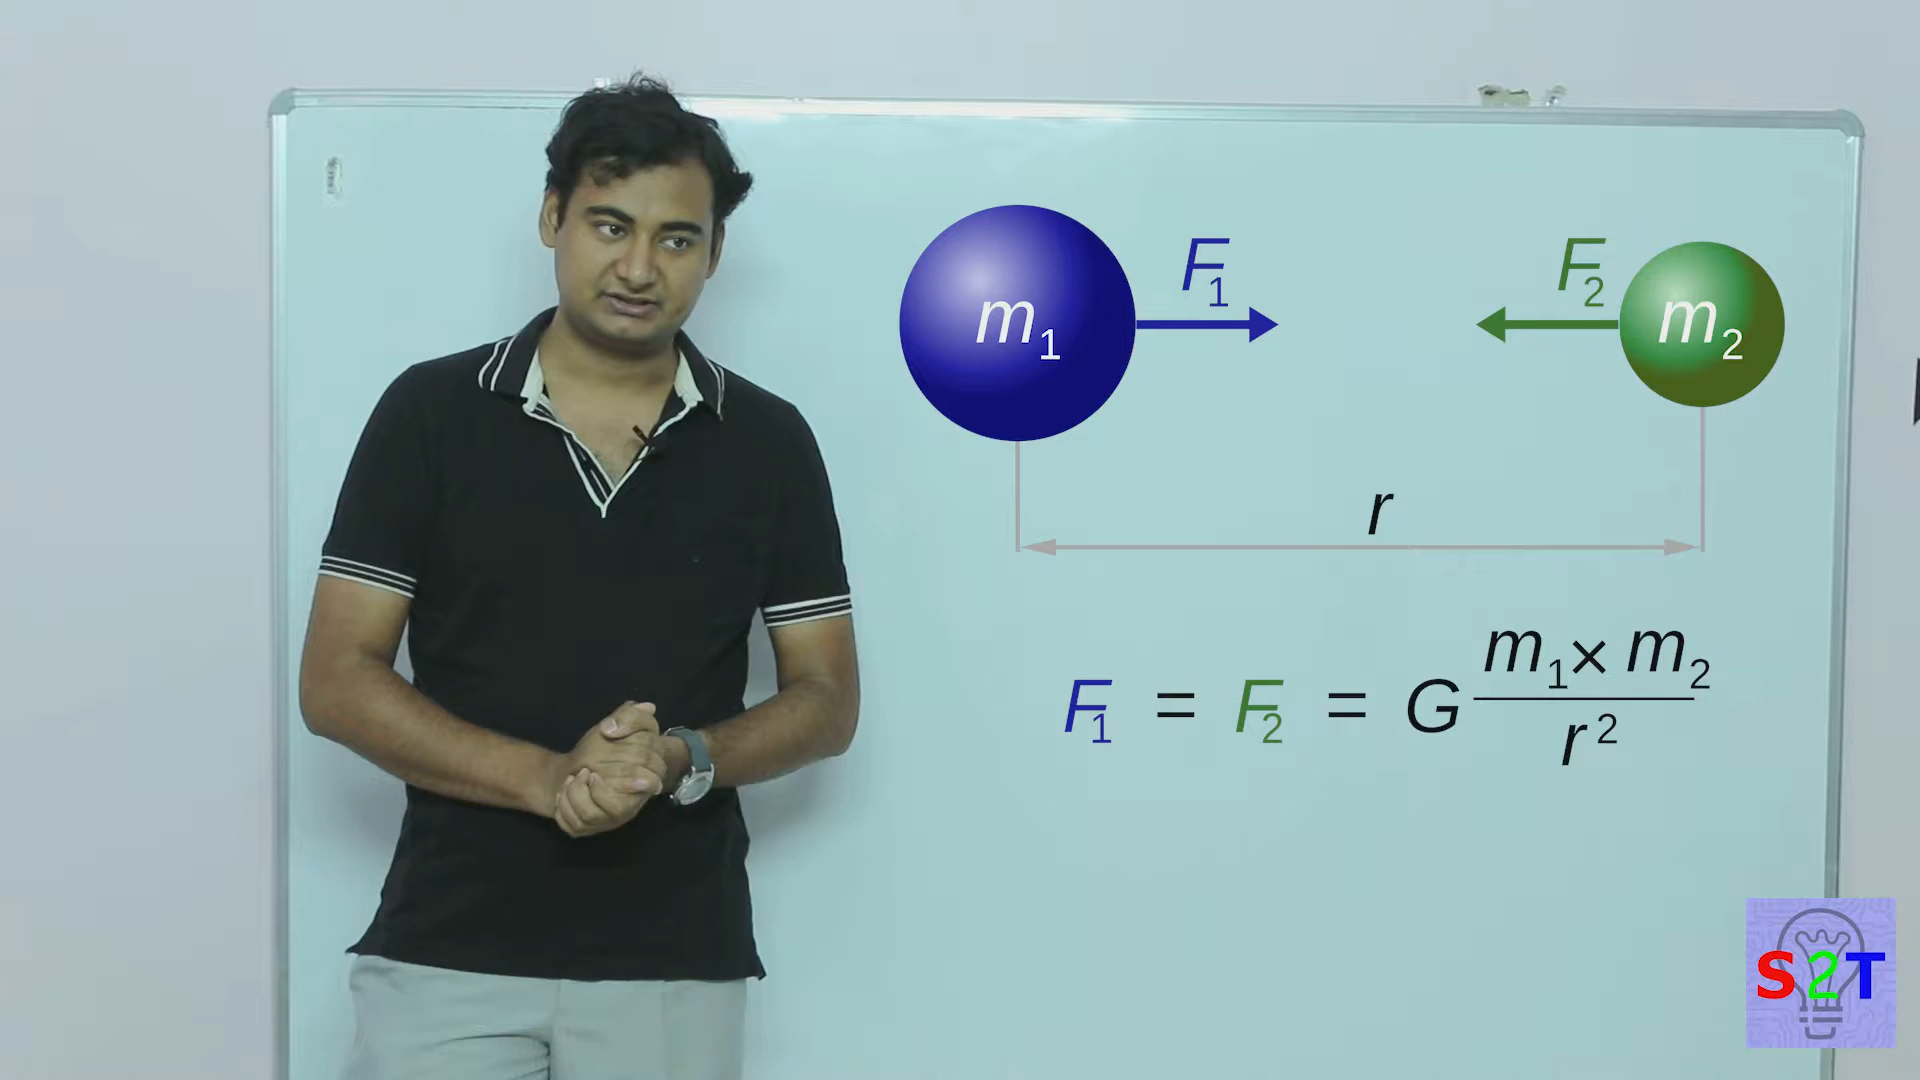 F₁
F₂
m₁
m₂
r
F₁ = F₂ = G m₁ × m₂ / r²
S2T